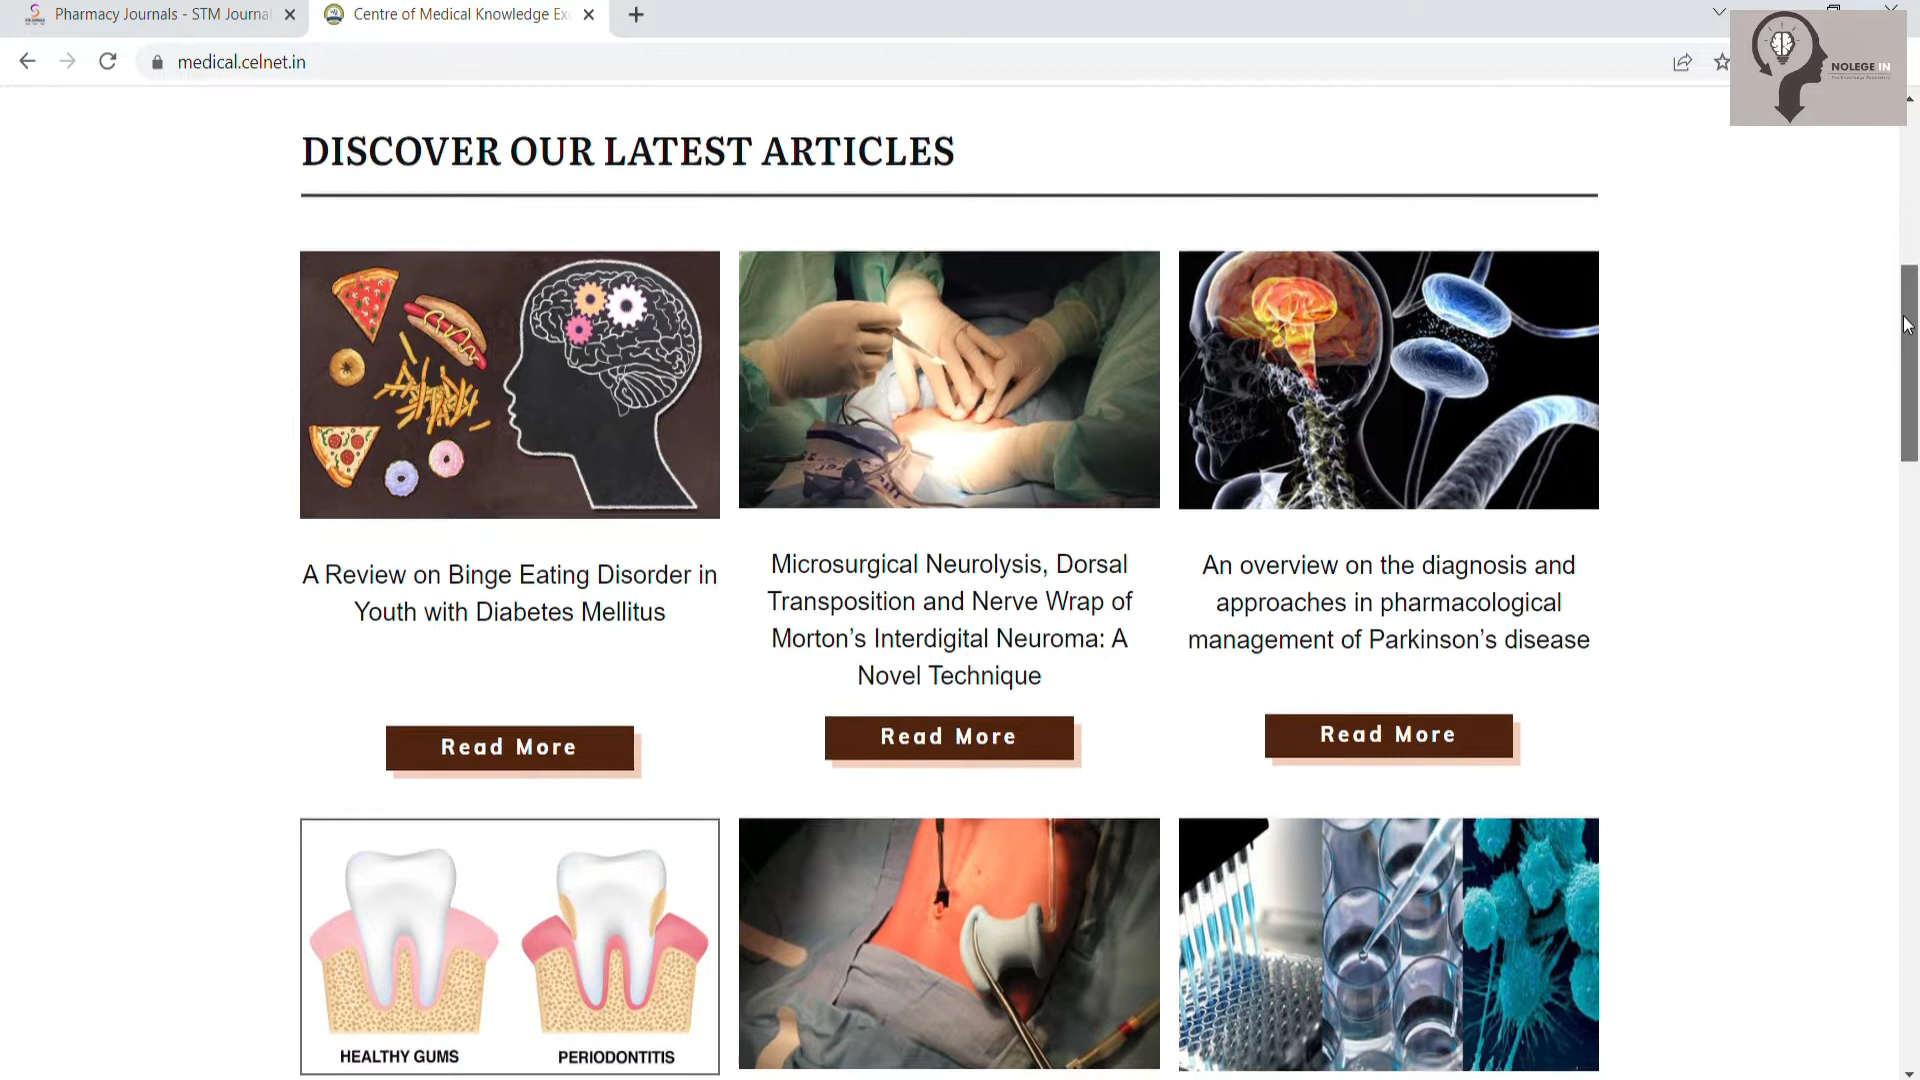 Pharmacy Journals - STM Journa
Centre of Medical Knowledge Ex
medical.celnet.in
NOLEGE IN
DISCOVER OUR LATEST ARTICLES
A Review on Binge Eating Disorder in
Youth with Diabetes Mellitus
Read More
Microsurgical Neurolysis, Dorsal
Transposition and Nerve Wrap of
Morton’s Interdigital Neuroma: A
Novel Technique
Read More
An overview on the diagnosis and
approaches in pharmacological
management of Parkinson’s disease
Read More
HEALTHY GUMS
PERIODONTITIS